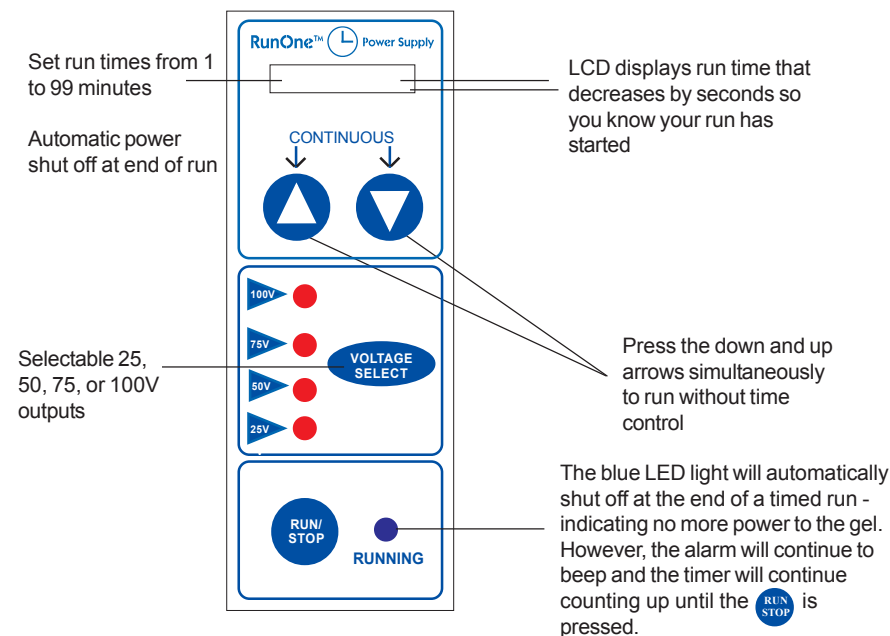 RunOne™ Power Supply
Set run times from 1
to 99 minutes
Automatic power
shut off at end of run
LCD displays run time that
decreases by seconds so
you know your run has
started
CONTINUOUS
100V
75V
50V
25V
VOLTAGE
SELECT
Selectable 25,
50, 75, or 100V
outputs
Press the down and up
arrows simultaneously
to run without time
control
RUN/
STOP
RUNNING
The blue LED light will automatically
shut off at the end of a timed run -
indicating no more power to the gel.
However, the alarm will continue to
beep and the timer will continue
counting up until the RUN STOP is
pressed.